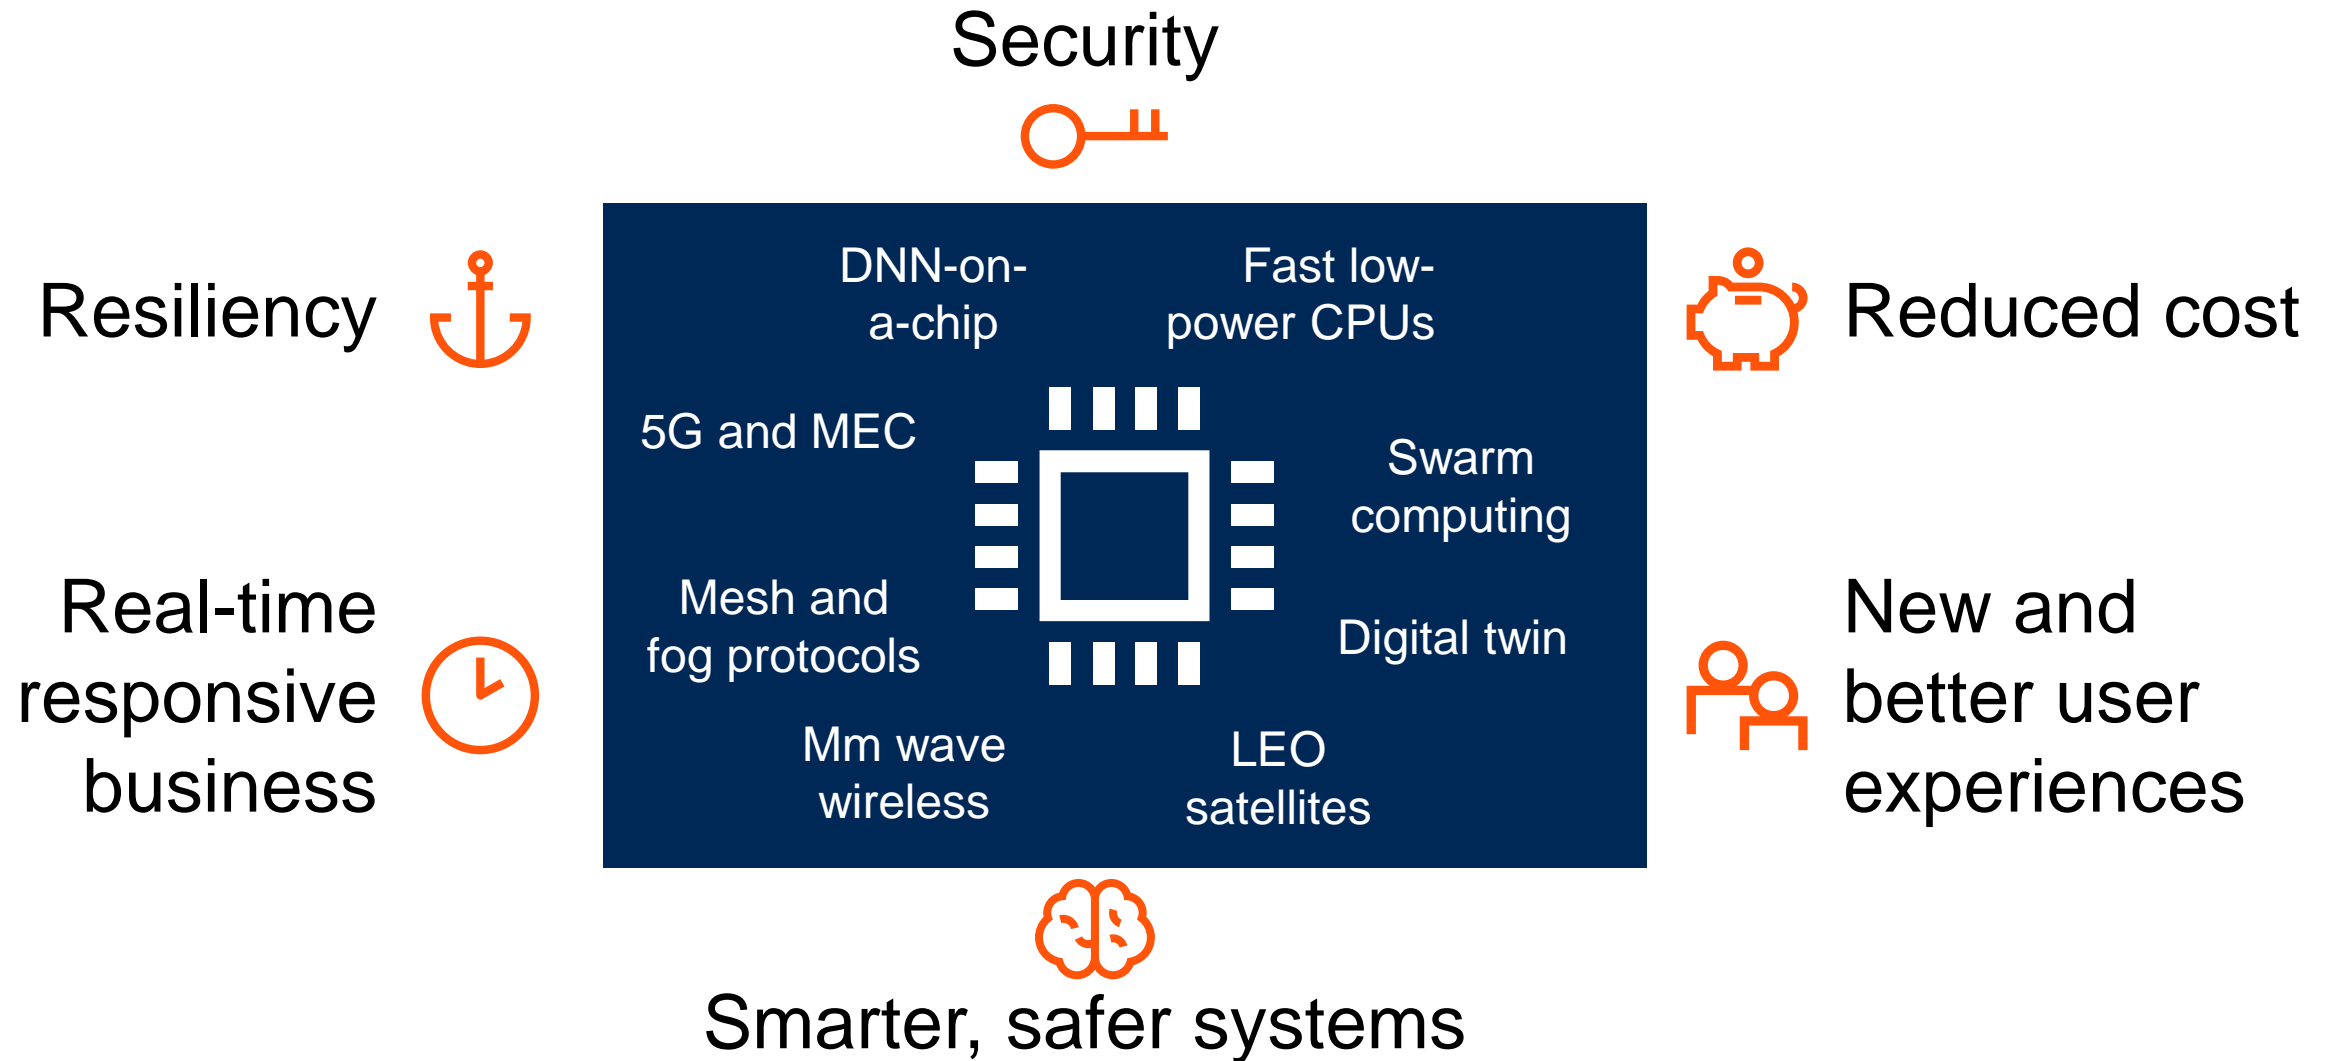 Security
Resiliency
Real-time
responsive
business
DNN-on-
a-chip
Fast low-
power CPUs
5G and MEC
Swarm
computing
Mesh and
fog protocols
Digital twin
Mm wave
wireless
LEO
satellites
Reduced cost
New and
better user
experiences
Smarter, safer systems